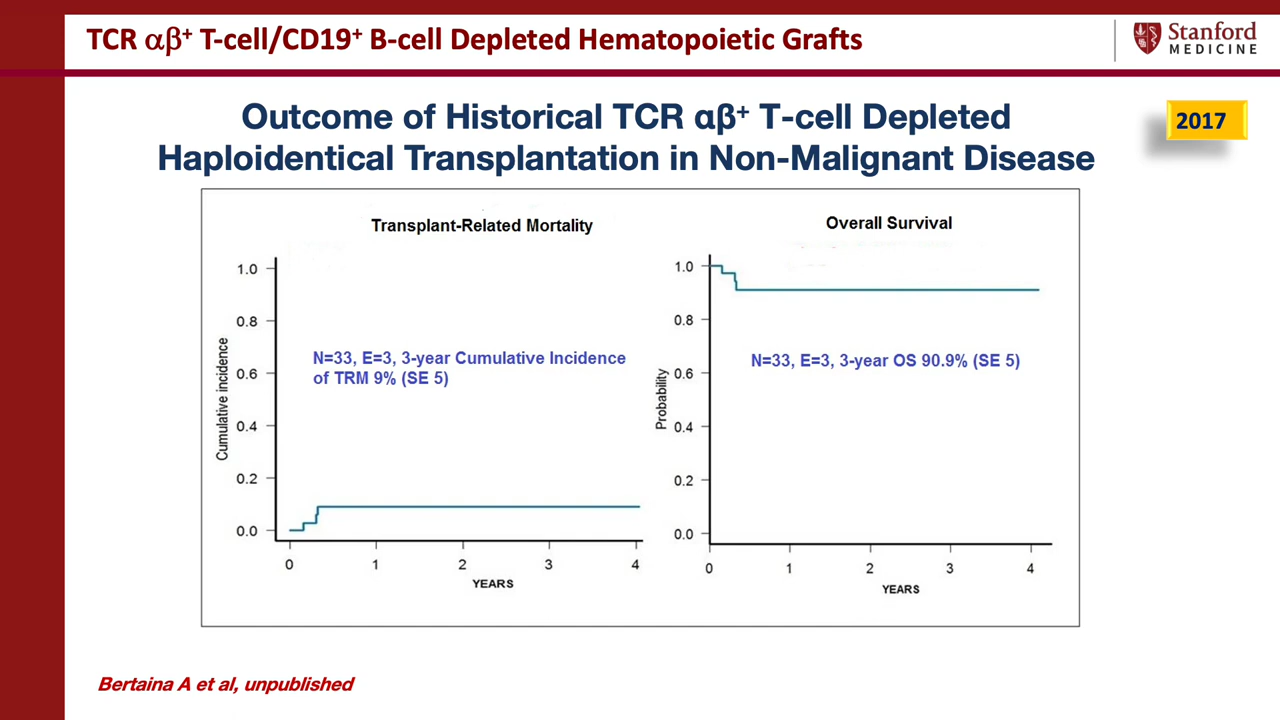 TCR αβ⁺ T-cell/CD19⁺ B-cell Depleted Hematopoietic Grafts
Stanford
MEDICINE
Outcome of Historical TCR αβ⁺ T-cell Depleted
Haploidentical Transplantation in Non-Malignant Disease
2017
Transplant-Related Mortality
Cumulative incidence
1.0
0.8
0.6
0.4
0.2
0.0
N=33, E=3, 3-year Cumulative Incidence
of TRM 9% (SE 5)
0 1 2 3 4
YEARS
Overall Survival
Probability
1.0
0.8
0.6
0.4
0.2
0.0
N=33, E=3, 3-year OS 90.9% (SE 5)
0 1 2 3 4
YEARS
Bertaina A et al, unpublished